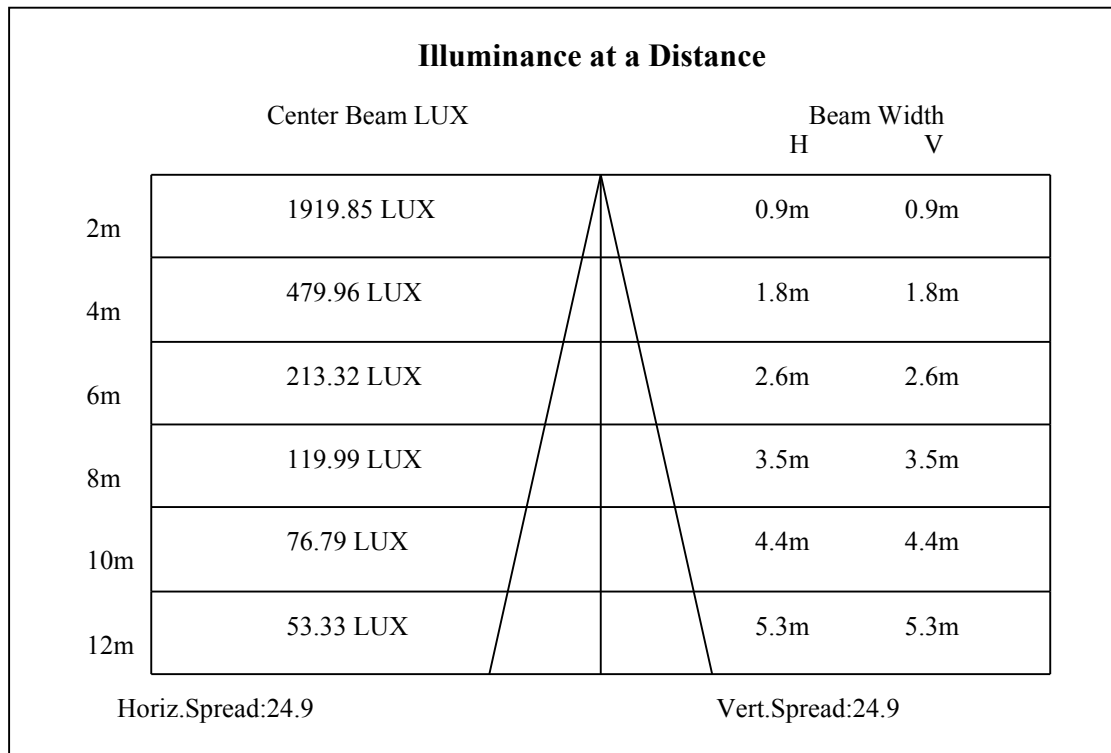 Illuminance at a Distance
Center Beam LUX Beam Width
H V
2m 1919.85 LUX 0.9m 0.9m
4m 479.96 LUX 1.8m 1.8m
6m 213.32 LUX 2.6m 2.6m
8m 119.99 LUX 3.5m 3.5m
10m 76.79 LUX 4.4m 4.4m
12m 53.33 LUX 5.3m 5.3m
Horiz.Spread:24.9 Vert.Spread:24.9